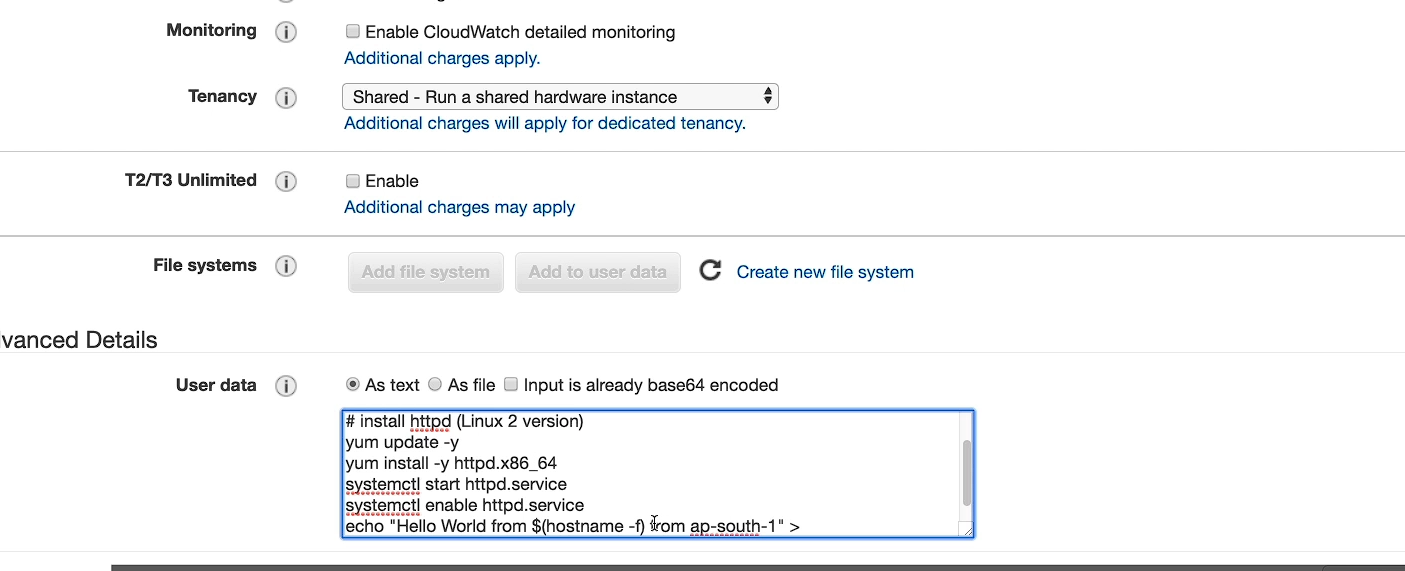 Monitoring i Enable CloudWatch detailed monitoring
Additional charges apply.
Tenancy i Shared - Run a shared hardware instance
Additional charges will apply for dedicated tenancy.
T2/T3 Unlimited i Enable
Additional charges may apply
File systems i Add file system Add to user data Create new file system
vanced Details
User data i As text As file Input is already base64 encoded
# install httpd (Linux 2 version)
yum update -y
yum install -y httpd.x86_64
systemctl start httpd.service
systemctl enable httpd.service
echo "Hello World from $(hostname -f) from ap-south-1" >